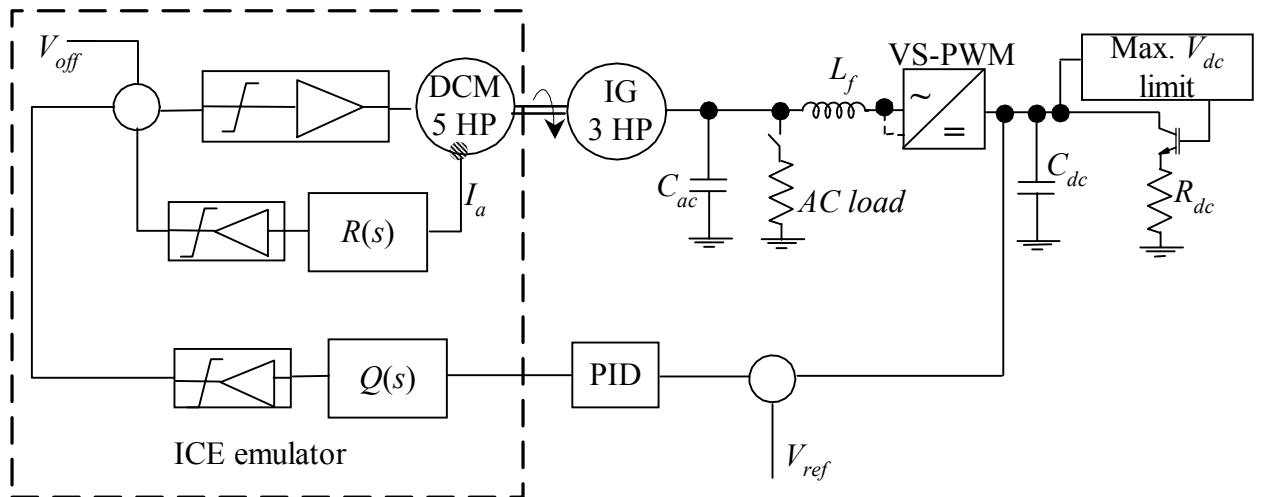 V_off
DCM
5 HP
IG
3 HP
L_f
VS-PWM
~
=
Max. V_dc
limit
C_ac
AC load
C_dc
R_dc
I_a
R(s)
Q(s)
PID
ICE emulator
V_ref